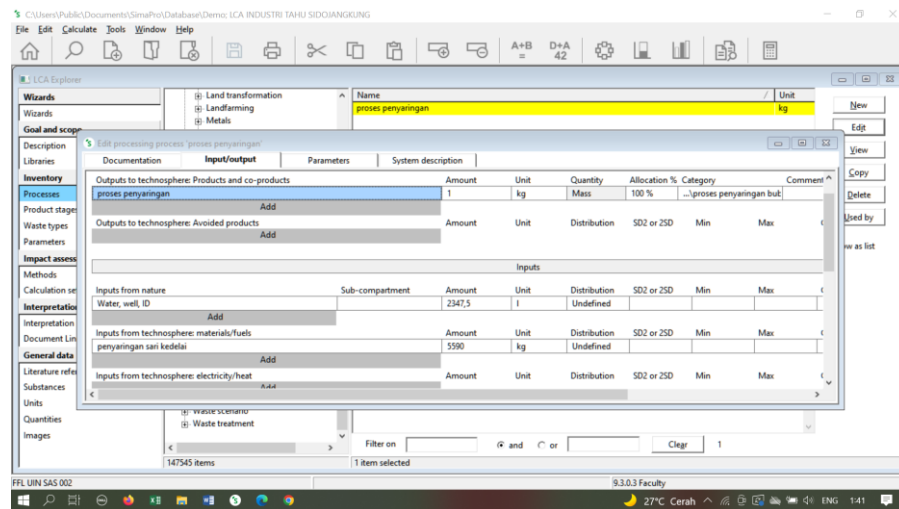 C:\Users\Public\Documents\SimaPro\Database\Demo; LCA INDUSTRI TAHU SIDOJANGKUNG
File Edit Calculate Tools Window Help
A+B = D+A 42
LCA Explorer
Wizards
Wizards
Goal and scope
Description
Libraries
Inventory
Processes
Product stage
Waste types
Parameters
Impact assess
Methods
Calculation se
Interpretation
Interpretation
Document Lin
General data
Literature refe
Substances
Units
Quantities
Images
Land transformation
Landfarming
Metals
Name / Unit
proses penyaringan kg
New
Edit
View
Copy
Delete
Used by
ow as list
Edit processing process 'proses penyaringan'
Documentation Input/output Parameters System description
Outputs to technosphere: Products and co-products Amount Unit Quantity Allocation % Category Comment
proses penyaringan 1 kg Mass 100 % ...\proses penyaringan bub
Add
Outputs to technosphere: Avoided products Amount Unit Distribution SD2 or 2SD Min Max
Add
Inputs
Inputs from nature Sub-compartment Amount Unit Distribution SD2 or 2SD Min Max
Water, well, ID 2347,5 l Undefined
Add
Inputs from technosphere: materials/fuels Amount Unit Distribution SD2 or 2SD Min Max
penyaringan sari kedelai 5590 kg Undefined
Add
Inputs from technosphere: electricity/heat Amount Unit Distribution SD2 or 2SD Min Max
Add
Waste scenario
Waste treatment
Filter on and or Clear 1
147545 items 1 item selected
FFL UIN SAS 002 9.3.0.3 Faculty
27°C Cerah ENG 1:41